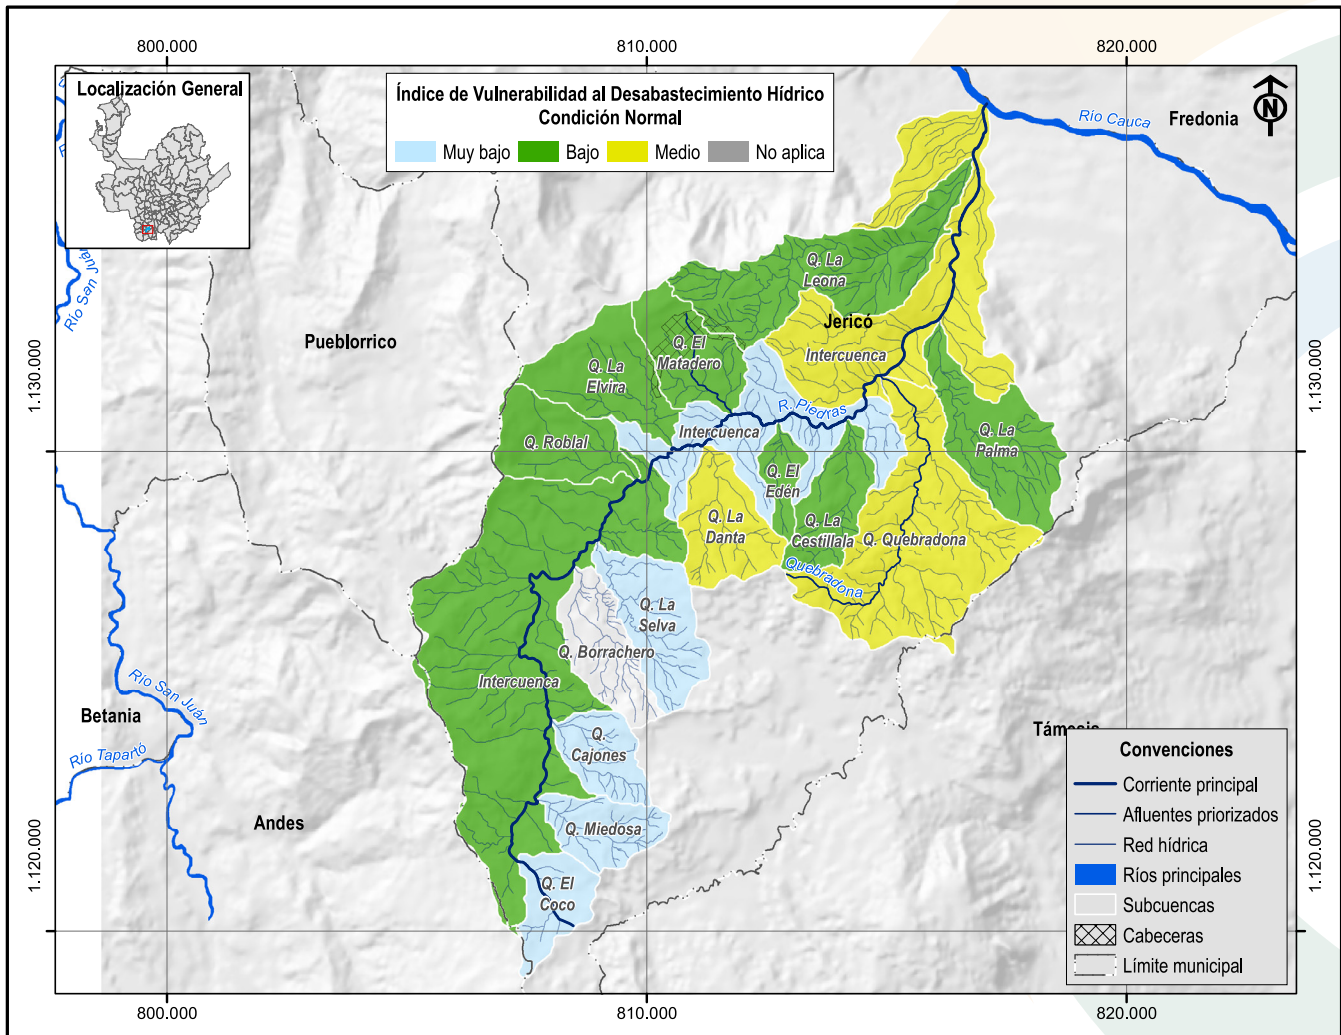 800.000
810.000
820.000
Localización General
Índice de Vulnerabilidad al Desabastecimiento Hídrico
Condición Normal
Muy bajo
Bajo
Medio
No aplica
N
Río Cauca
Fredonia
Río San Juán
Pueblorrico
Jericó
Q. La
Leona
Q. El
Matadero
Intercuenca
Q. La
Elvira
R. Piedras
Q. Roblal
Intercuenca
Q. La
Palma
Q. El
Edén
Q. La
Danta
Q. La
Cestillala
Q. Quebradona
Quebradona
Q. La
Selva
Q. Borrachero
Intercuenca
Q.
Cajones
Q. Miedosa
Q. El
Coco
Río San Juán
Betania
Río Tapartó
Andes
Támesis
Convenciones
Corriente principal
Afluentes priorizados
Red hídrica
Ríos principales
Subcuencas
Cabeceras
Límite municipal
1.130.000
1.130.000
1.120.000
1.120.000
800.000
810.000
820.000